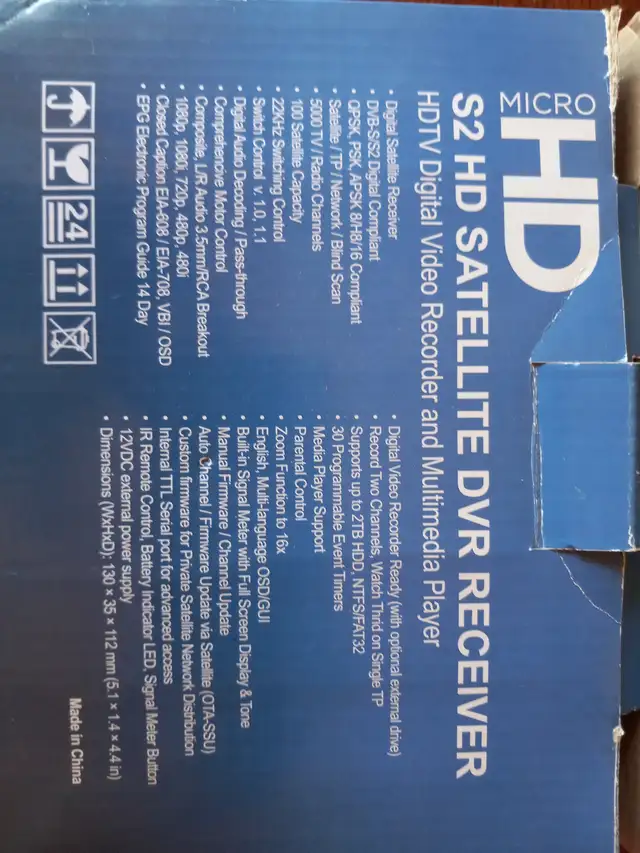 MICRO
HD
S2 HD SATELLITE DVR RECEIVER
HDTV Digital Video Recorder and Multimedia Player
• Digital Satellite Receiver
• DVB-S/S2 Digital Compliant
• QPSK, PSK, APSK, 8/H8/16 Compliant
• Satellite / TP / Network / Blind Scan
• 5000 TV / Radio Channels
• 100 Satellite Capacity
• 22KHz Switching Control
• Switch Control v. 1.0, 1.1
• Digital Audio Decoding / Pass-through
• Comprehensive Motor Control
• Composite, L/R Audio 3.5mm/RCA Breakout
• 1080p, 1080i, 720p, 480p, 480i
• Closed Caption EIA-608 / EIA-708, VBI / OSD
• EPG Electronic Program Guide 14 Day
• Digital Video Recorder Ready (with optional external drive)
• Record Two Channels, Watch Thrid on Single TP
• Supports up to 2TB HDD, NTFS/FAT32
• 30 Programmable Event Timers
• Media Player Support
• Parental Control
• Zoom Function to 16x
• English, Multi-language OSD/GUI
• Built-in Signal Meter with Full Screen Display & Tone
• Manual Firmware / Channel Update
• Auto Channel / Firmware Update via Satellite (OTA-SSU)
• Custom firmware for Private Satellite Network Distribution
• Internal TTL Serial port for advanced access
• IR Remote Control, Battery Indicator LED, Signal Meter Button
• 12VDC external power supply
• Dimensions (WxHxD); 130 × 35 × 112 mm (5.1 × 1.4 × 4.4 in)
24
Made in China